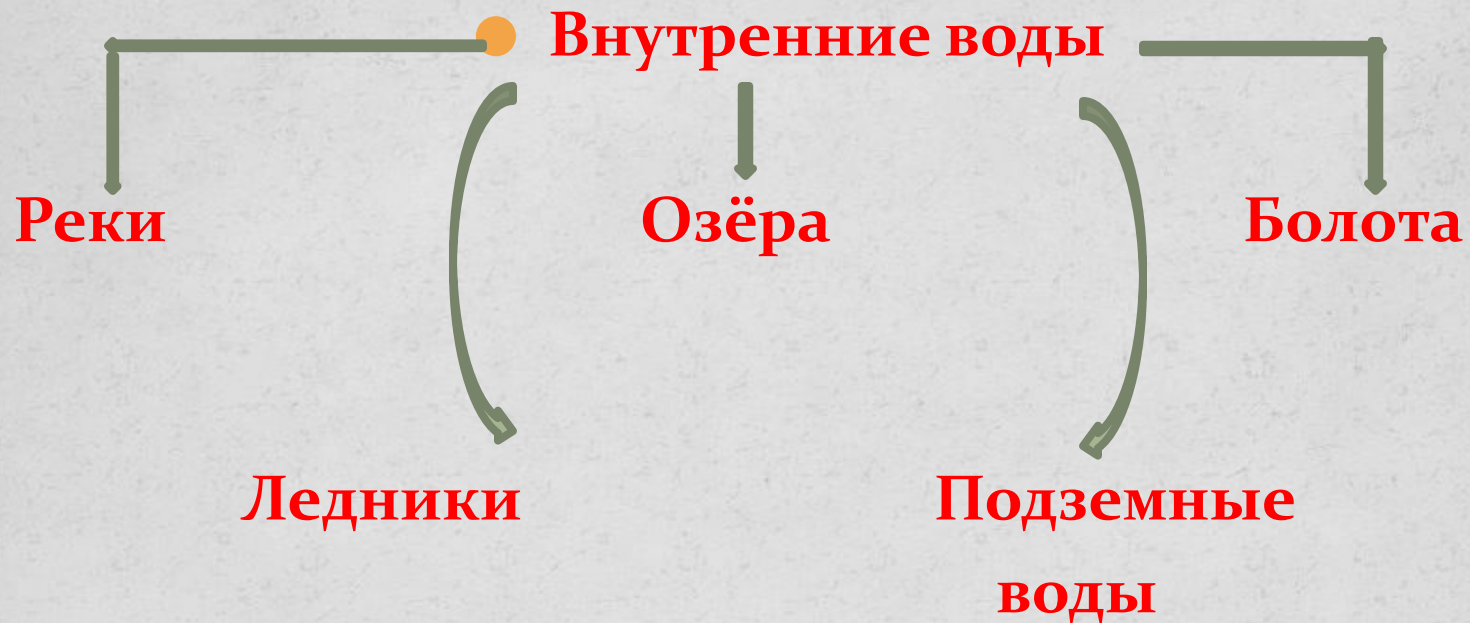 Внутренние воды
Реки
Озёра
Болота
Ледники
Подземные
воды